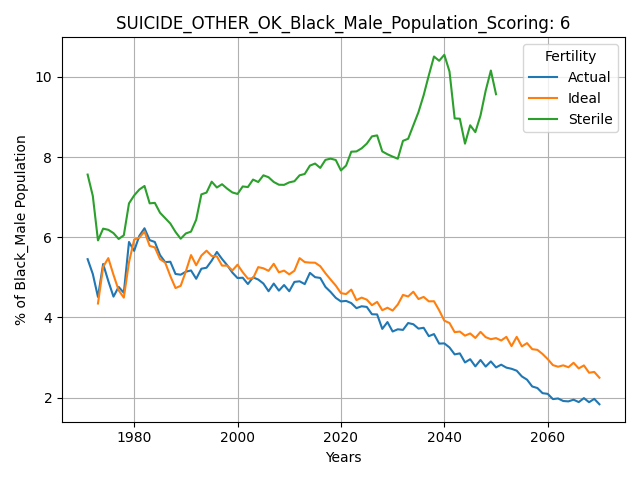 SUICIDE_OTHER_OK_Black_Male_Population_Scoring: 6
Fertility
Actual
Ideal
Sterile
% of Black_Male Population
10
8
6
4
2
1980
2000
2020
2040
2060
Years